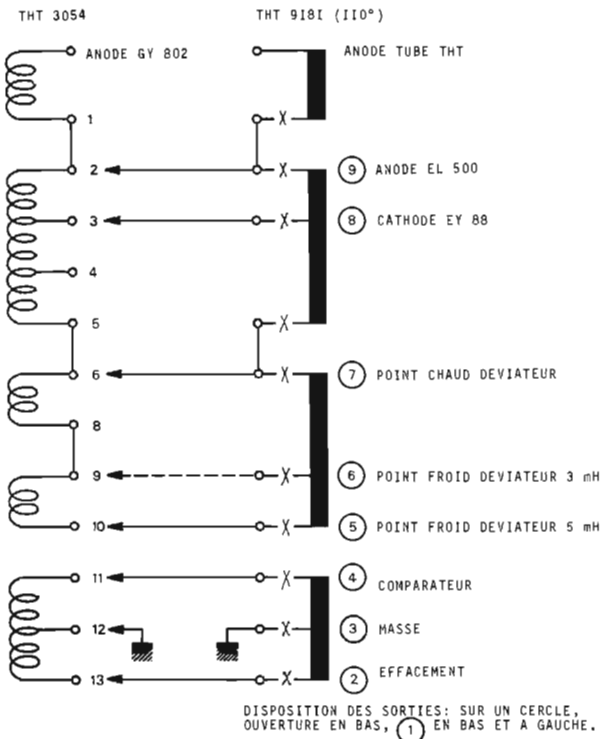 THT 3054 THT 9181 (110°)
ANODE GY 802 ANODE TUBE THT
1 X
2 X 9 ANODE EL 500
3 X 8 CATHODE EY 88
4
5 X
6 X 7 POINT CHAUD DEVIATEUR
8
9 X 6 POINT FROID DEVIATEUR 3 mH
10 X 5 POINT FROID DEVIATEUR 5 mH
11 X 4 COMPARATEUR
12 X 3 MASSE
13 X 2 EFFACEMENT
DISPOSITION DES SORTIES: SUR UN CERCLE,
OUVERTURE EN BAS, 1 EN BAS ET A GAUCHE.